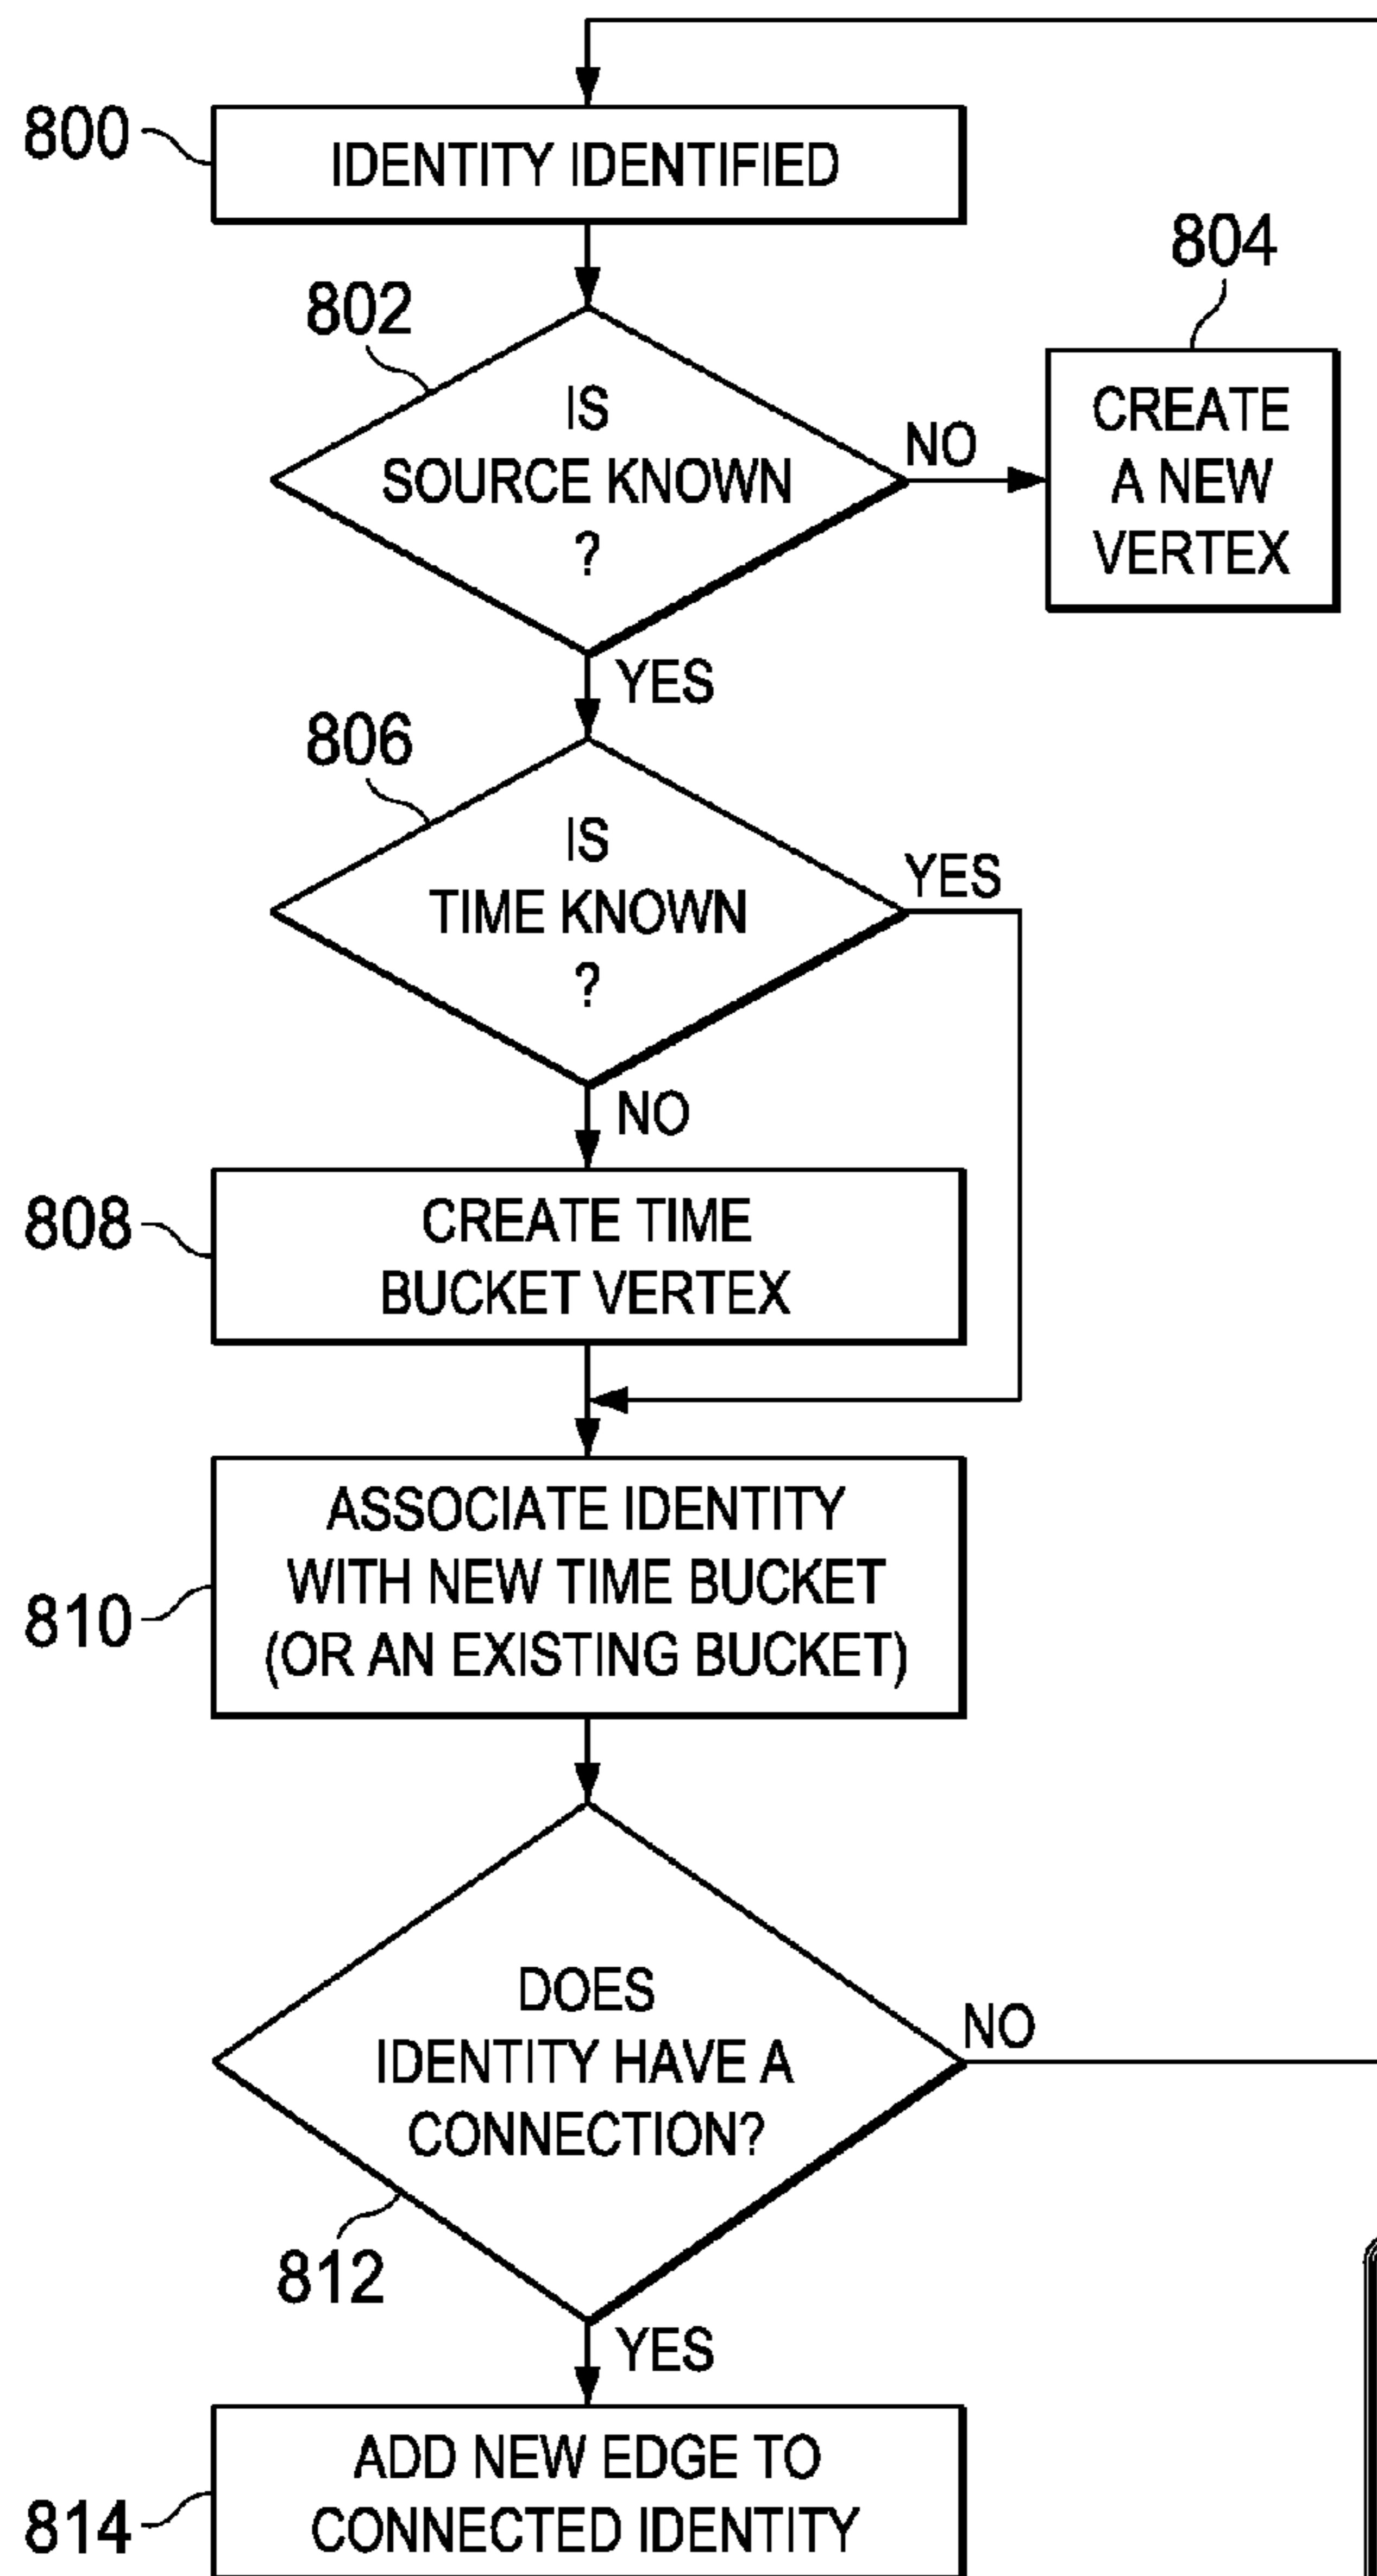 800
IDENTITY IDENTIFIED
802
804
IS
SOURCE KNOWN
?
NO
CREATE
A NEW
VERTEX
YES
806
IS
TIME KNOWN
?
YES
NO
808
CREATE TIME
BUCKET VERTEX
810
ASSOCIATE IDENTITY
WITH NEW TIME BUCKET
(OR AN EXISTING BUCKET)
DOES
IDENTITY HAVE A
CONNECTION?
NO
812
YES
814
ADD NEW EDGE TO
CONNECTED IDENTITY